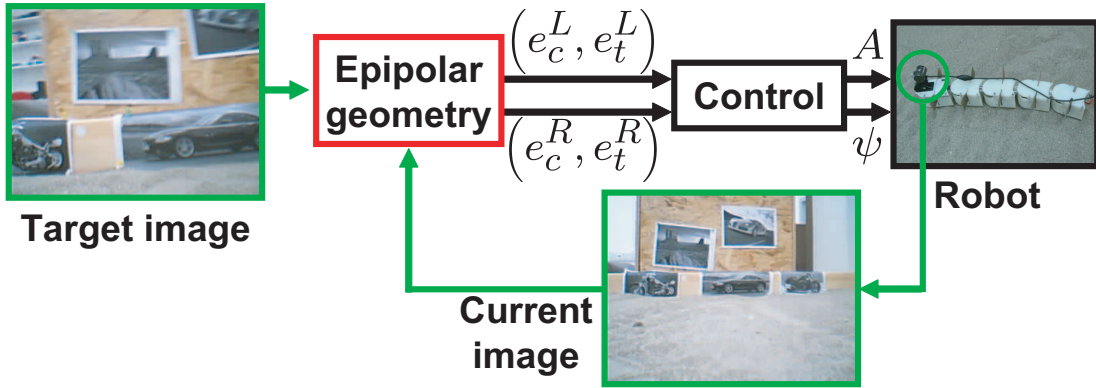 Target image
Epipolar
geometry
(e_c^L, e_t^L)
(e_c^R, e_t^R)
Control
A
ψ
Robot
Current
image